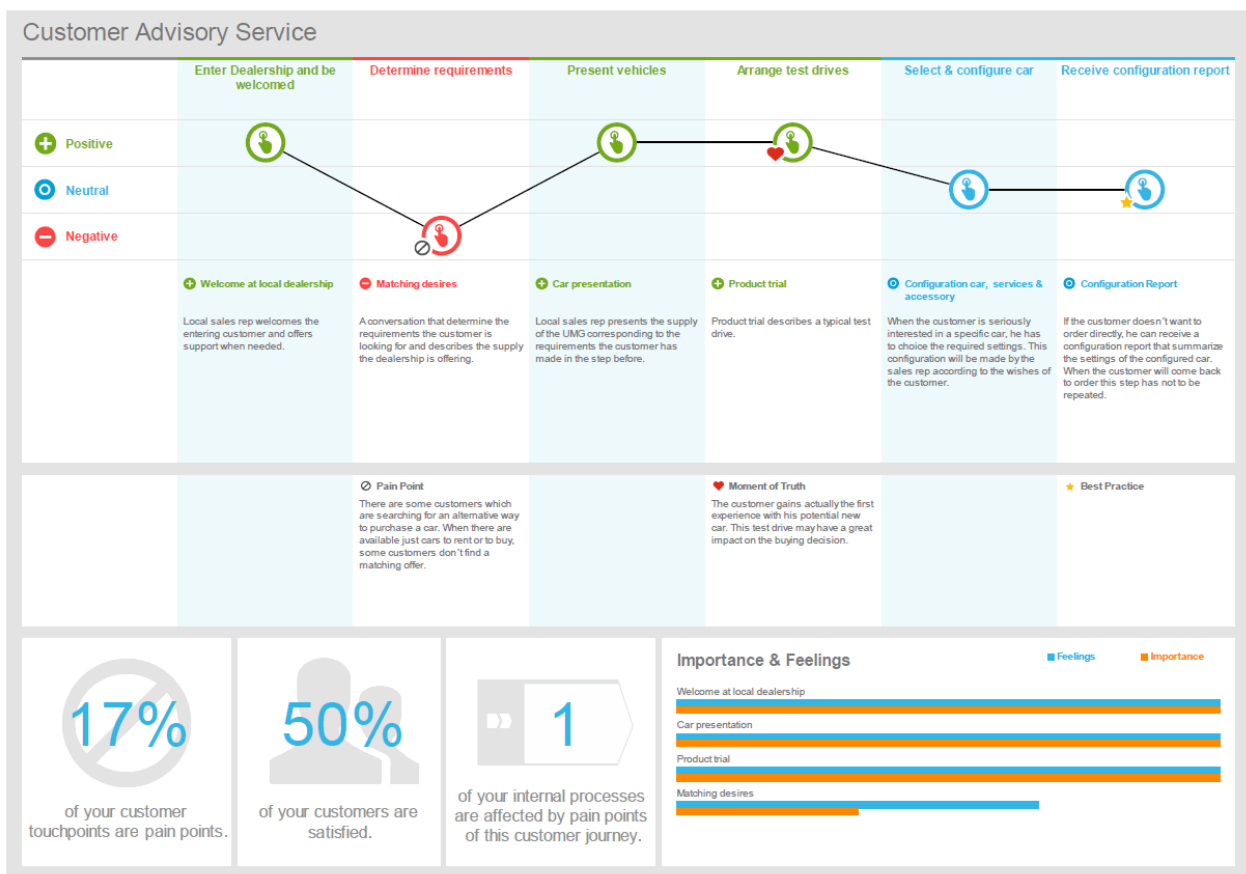 Customer Advisory Service
Enter Dealership and be
welcomed
Determine requirements
Present vehicles
Arrange test drives
Select & configure car
Receive configuration report
Positive
Neutral
Negative
Welcome at local dealership
Local sales rep welcomes the
entering customer and offers
support when needed.
Matching desires
A conversation that determine the
requirements the customer is
looking for and describes the supply
the dealership is offering.
Car presentation
Local sales rep presents the supply
of the UMG corresponding to the
requirements the customer has
made in the step before.
Product trial
Product trial describes a typical test
drive.
Configuration car, services &
accessory
When the customer is seriously
interested in a specific car, he has
to choice the required settings. This
configuration will be made by the
sales rep according to the wishes of
the customer.
Configuration Report
If the customer doesn't want to
order directly, he can receive a
configuration report that summarize
the settings of the configured car.
When the customer will come back
to order this step has not to be
repeated.
Pain Point
There are some customers which
are searching for an alternative way
to purchase a car. When there are
available just cars to rent or to buy,
some customers don't find a
matching offer.
Moment of Truth
The customer gains actually the first
experience with his potential new
car. This test drive may have a great
impact on the buying decision.
Best Practice
17%
of your customer
touchpoints are pain points.
50%
of your customers are
satisfied.
1
of your internal processes
are affected by pain points
of this customer journey.
Importance & Feelings
Feelings
Importance
Welcome at local dealership
Car presentation
Product trial
Matching desires